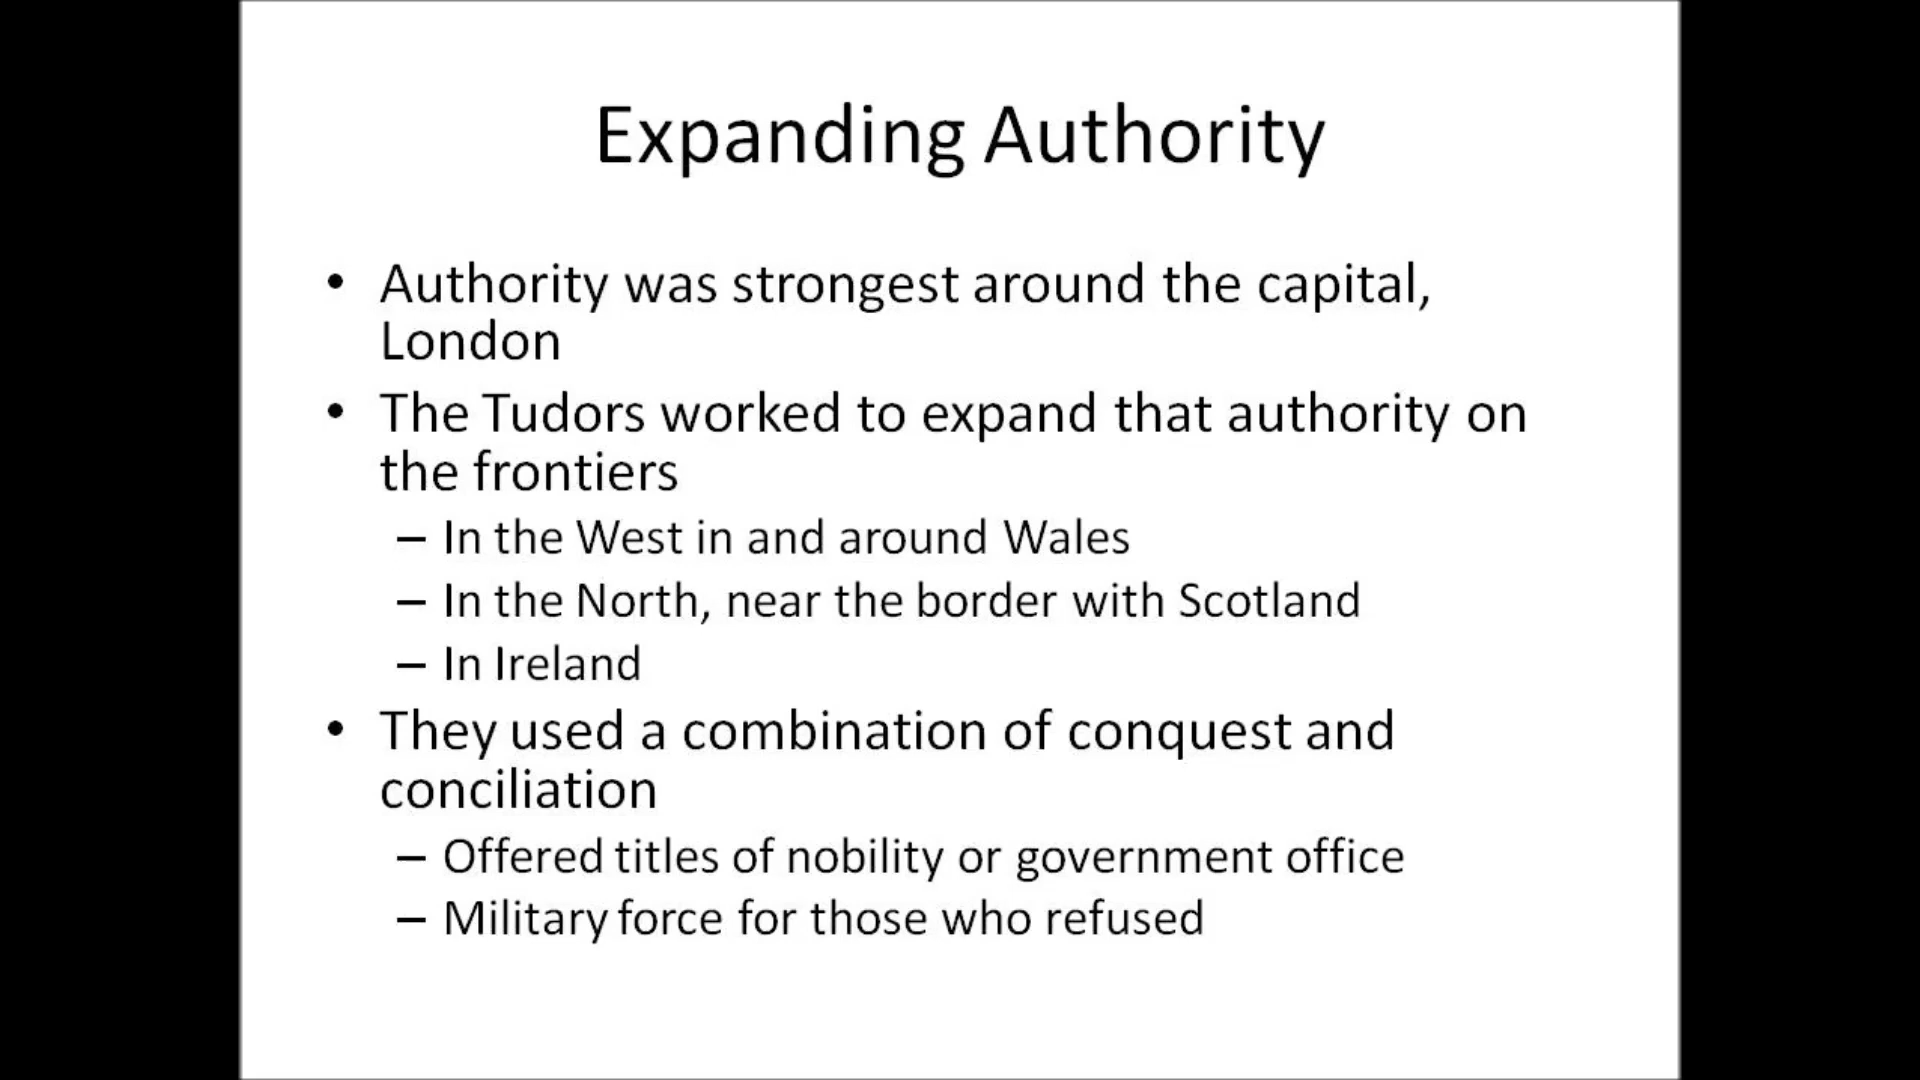 Expanding Authority
• Authority was strongest around the capital,
London
• The Tudors worked to expand that authority on
the frontiers
– In the West in and around Wales
– In the North, near the border with Scotland
– In Ireland
• They used a combination of conquest and
conciliation
– Offered titles of nobility or government office
– Military force for those who refused